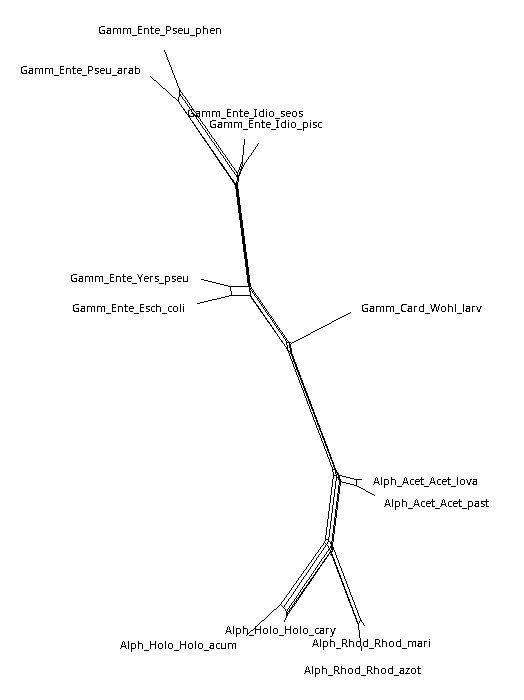 Gamm_Ente_Pseu_phen
Gamm_Ente_Pseu_arab
Gamm_Ente_Idio_seos
Gamm_Ente_Idio_pisc
Gamm_Ente_Yers_pseu
Gamm_Ente_Esch_coli
Gamm_Card_Wohl_larv
Alph_Acet_Acet_lova
Alph_Acet_Acet_past
Alph_Holo_Holo_cary
Alph_Rhod_Rhod_mari
Alph_Holo_Holo_acum
Alph_Rhod_Rhod_azot